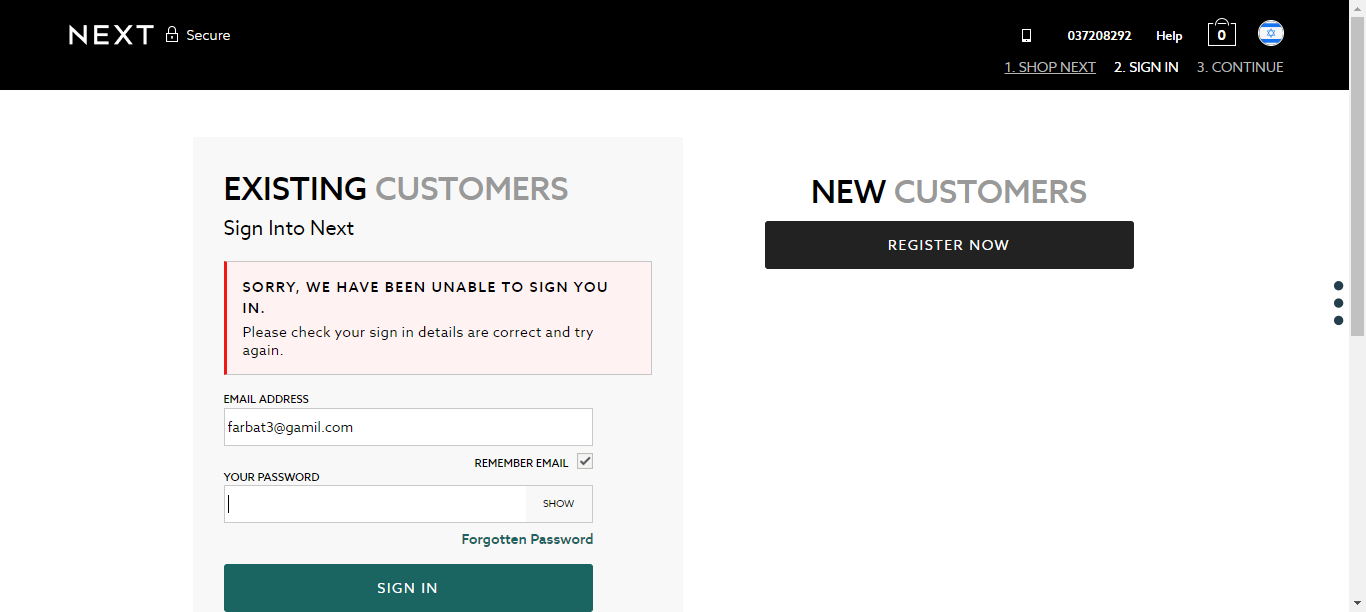 NEXT Secure
037208292 Help 0
1. SHOP NEXT 2. SIGN IN 3. CONTINUE
EXISTING CUSTOMERS
Sign Into Next
SORRY, WE HAVE BEEN UNABLE TO SIGN YOU
IN.
Please check your sign in details are correct and try
again.
EMAIL ADDRESS
farbat3@gamil.com
REMEMBER EMAIL
YOUR PASSWORD
SHOW
Forgotten Password
SIGN IN
NEW CUSTOMERS
REGISTER NOW